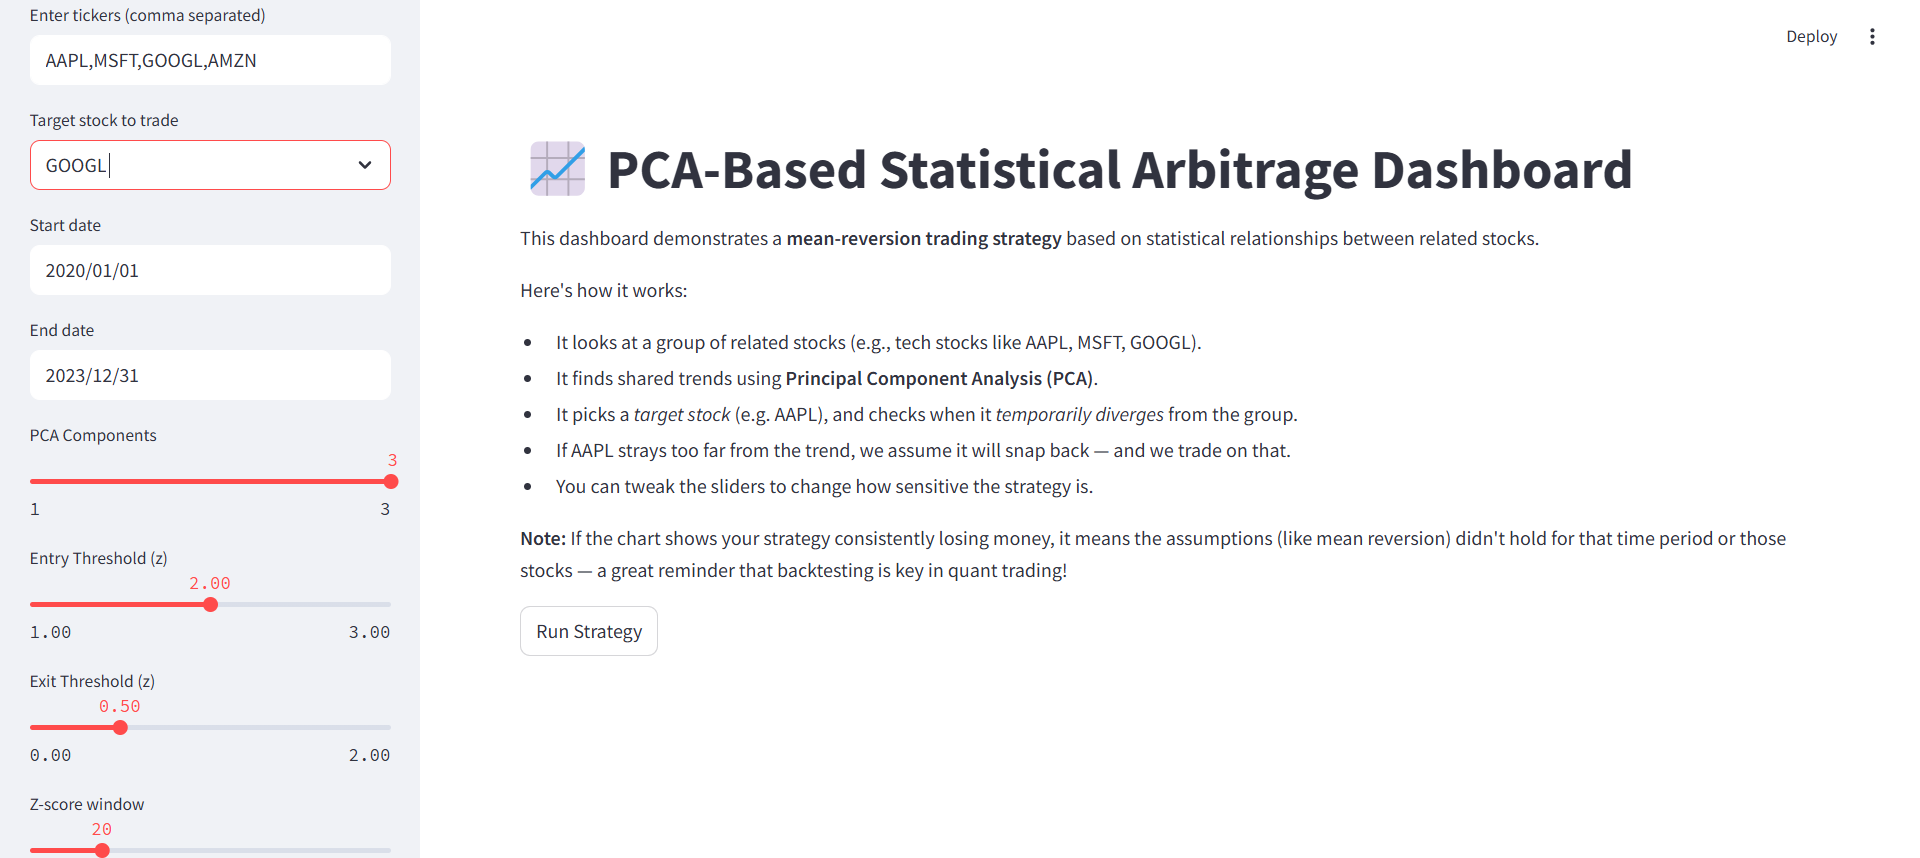 Enter tickers (comma separated)
AAPL,MSFT,GOOGL,AMZN
Target stock to trade
GOOGL
Start date
2020/01/01
End date
2023/12/31
PCA Components
3
1 3
Entry Threshold (z)
2.00
1.00 3.00
Exit Threshold (z)
0.50
0.00 2.00
Z-score window
20
Deploy
PCA-Based Statistical Arbitrage Dashboard
This dashboard demonstrates a mean-reversion trading strategy based on statistical relationships between related stocks.
Here's how it works:
• It looks at a group of related stocks (e.g., tech stocks like AAPL, MSFT, GOOGL).
• It finds shared trends using Principal Component Analysis (PCA).
• It picks a target stock (e.g. AAPL), and checks when it temporarily diverges from the group.
• If AAPL strays too far from the trend, we assume it will snap back — and we trade on that.
• You can tweak the sliders to change how sensitive the strategy is.
Note: If the chart shows your strategy consistently losing money, it means the assumptions (like mean reversion) didn't hold for that time period or those
stocks — a great reminder that backtesting is key in quant trading!
Run Strategy